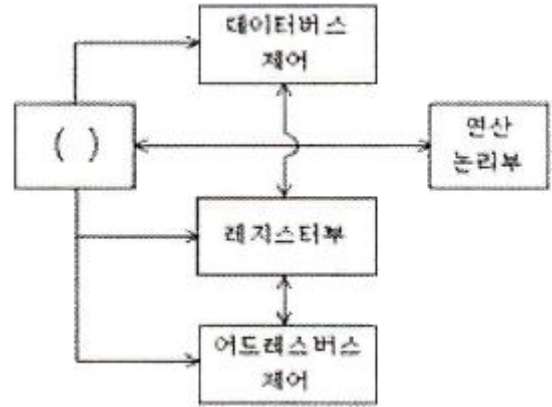 데이터버스
제어
( )
연산
논리부
레지스터부
어드레스버스
제어